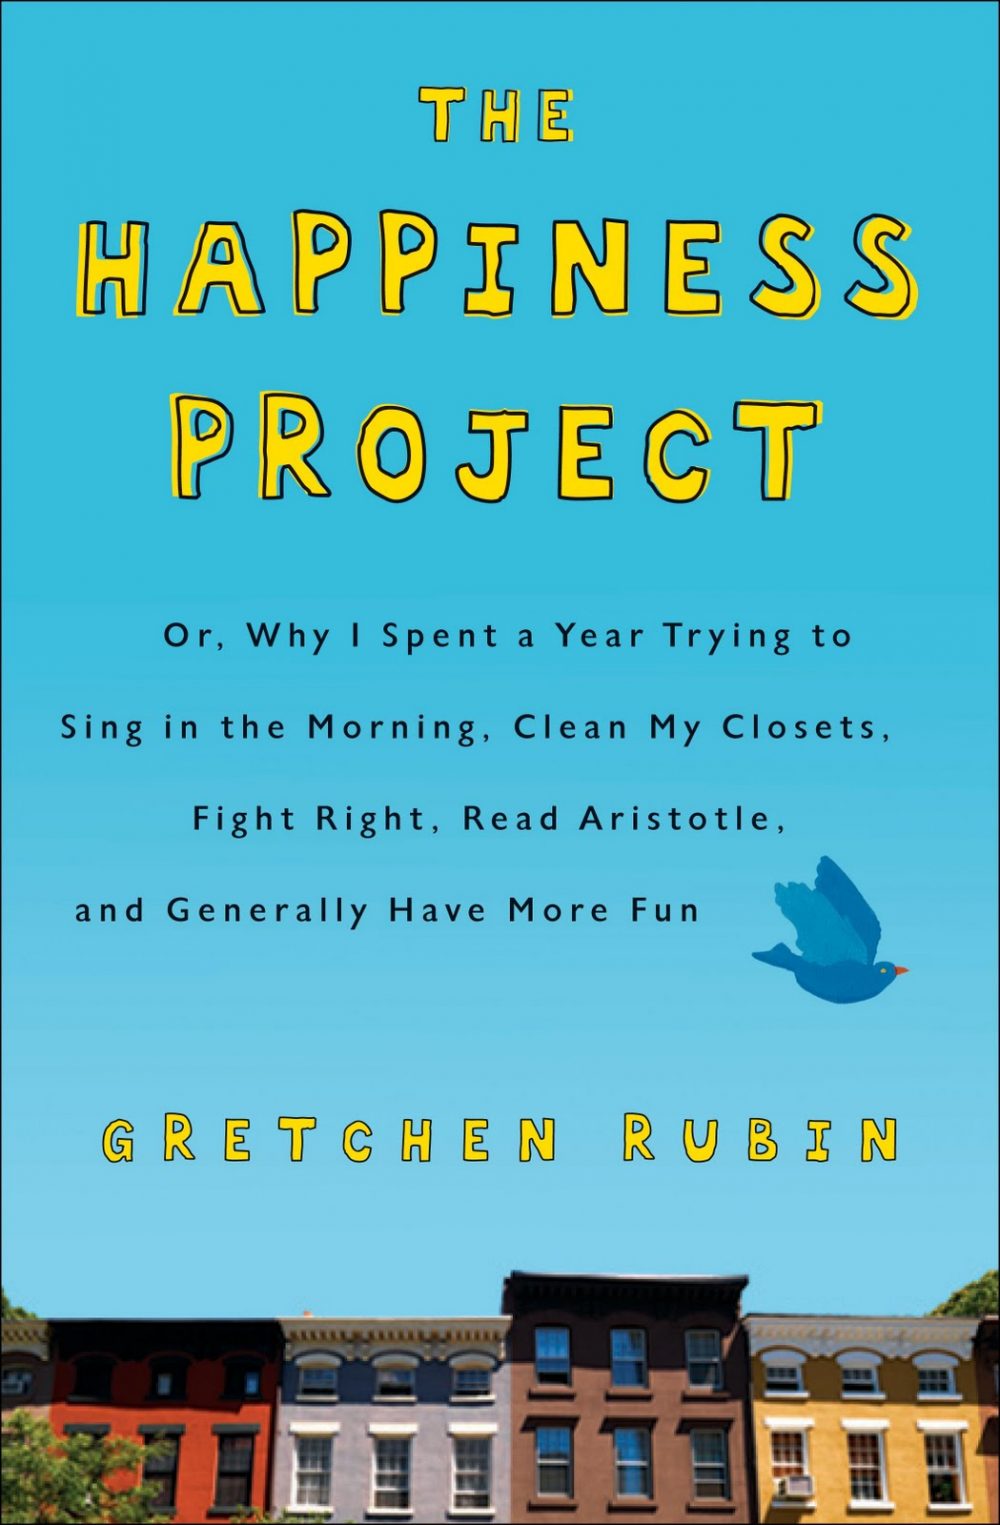 THE
HAPPINESS
PROJECT
Or, Why I Spent a Year Trying to
Sing in the Morning, Clean My Closets,
Fight Right, Read Aristotle,
and Generally Have More Fun
GRETCHEN RUBIN